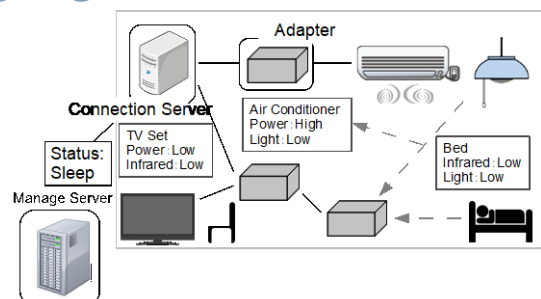 Adapter
Connection Server
Air Conditioner
Power:High
Light:Low
TV Set
Power:Low
Infrared:Low
Bed
Infrared:Low
Light:Low
Status:
Sleep
Manage Server